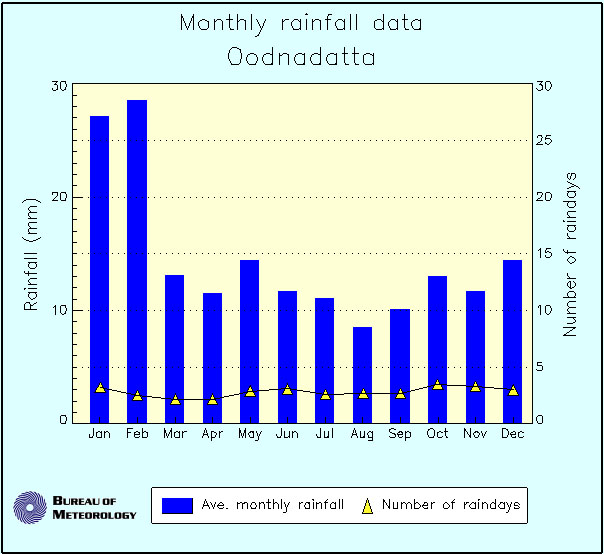 Monthly rainfall data
Oodnadatta
30
20
10
0
Rainfall (mm)
30
25
20
15
10
5
0
Number of raindays
Jan Feb Mar Apr May Jun Jul Aug Sep Oct Nov Dec
BUREAU OF
METEOROLOGY
Ave. monthly rainfall
Number of raindays